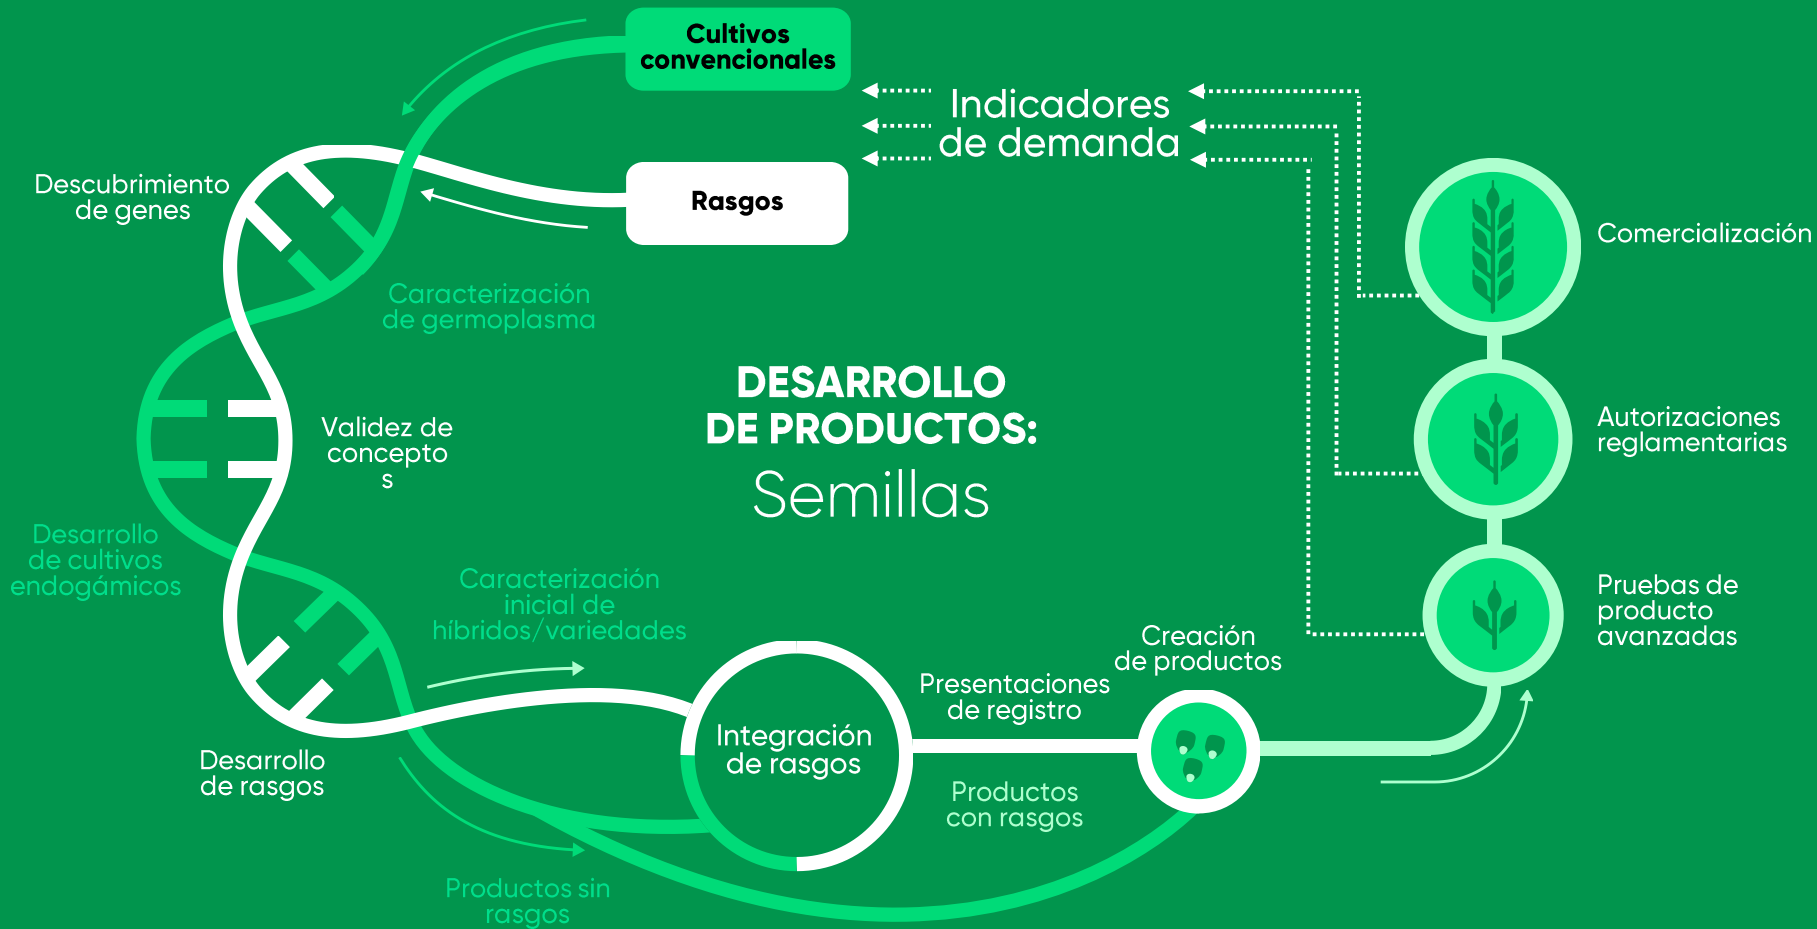 Cultivos
convencionales
Indicadores
de demanda
Rasgos
Descubrimiento
de genes
Caracterización
de germoplasma
Validez de
concepto
s
Desarrollo
de cultivos
endogámicos
Caracterización
inicial de
híbridos/variedades
Desarrollo
de rasgos
Productos sin
rasgos
DESARROLLO
DE PRODUCTOS:
Semillas
Integración
de rasgos
Presentaciones
de registro
Productos
con rasgos
Creación
de productos
Comercialización
Autorizaciones
reglamentarias
Pruebas de
producto
avanzadas